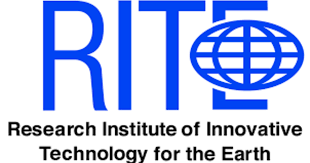 RITE
Research Institute of Innovative
Technology for the Earth